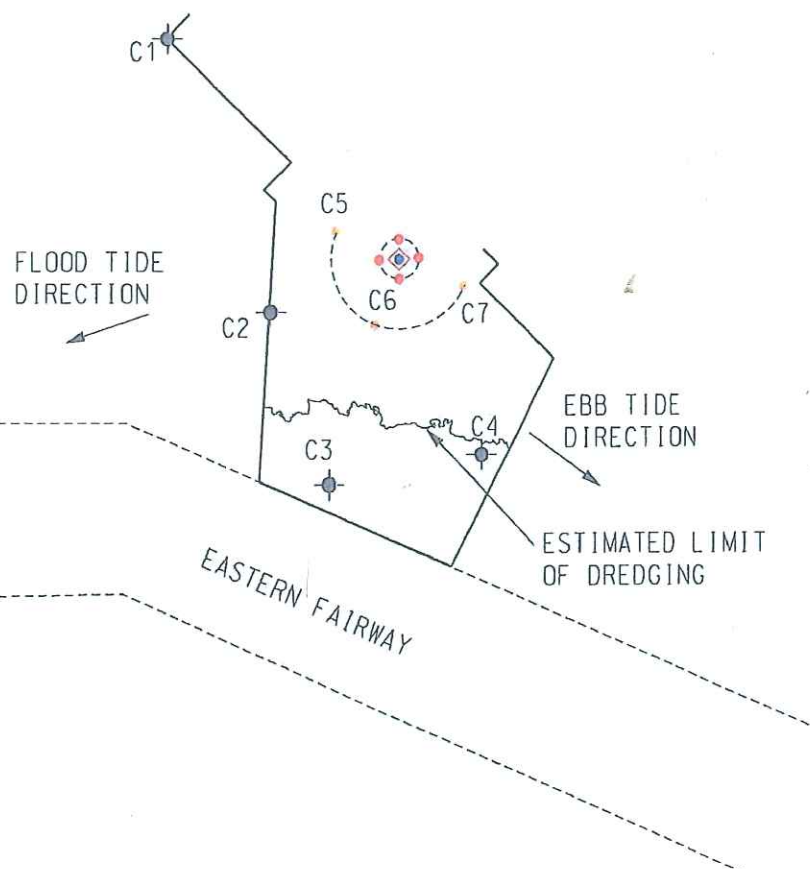 C1
C5
FLOOD TIDE
DIRECTION
C6
C7
C2
EBB TIDE
DIRECTION
C4
C3
ESTIMATED LIMIT
OF DREDGING
EASTERN FAIRWAY